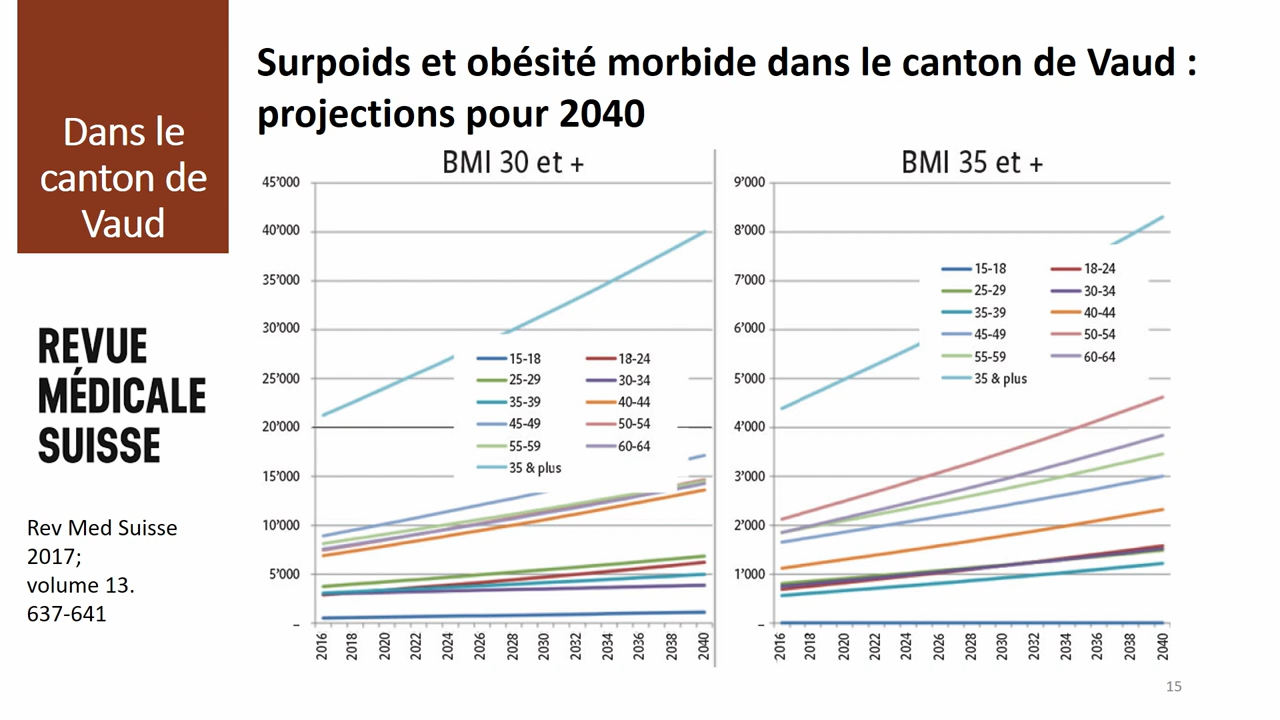 Dans le
canton de
Vaud
Surpoids et obésité morbide dans le canton de Vaud :
projections pour 2040
REVUE
MÉDICALE
SUISSE
Rev Med Suisse
2017;
volume 13.
637-641
BMI 30 et +
45’000
40’000
35’000
30’000
25’000
20’000
15’000
10’000
5’000
–
15-18 18-24
25-29 30-34
35-39 40-44
45-49 50-54
55-59 60-64
35 & plus
2016 2018 2020 2022 2024 2026 2028 2030 2032 2034 2036 2038 2040
BMI 35 et +
9’000
8’000
7’000
6’000
5’000
4’000
3’000
2’000
1’000
–
15-18 18-24
25-29 30-34
35-39 40-44
45-49 50-54
55-59 60-64
35 & plus
2016 2018 2020 2022 2024 2026 2028 2030 2032 2034 2036 2038 2040
15